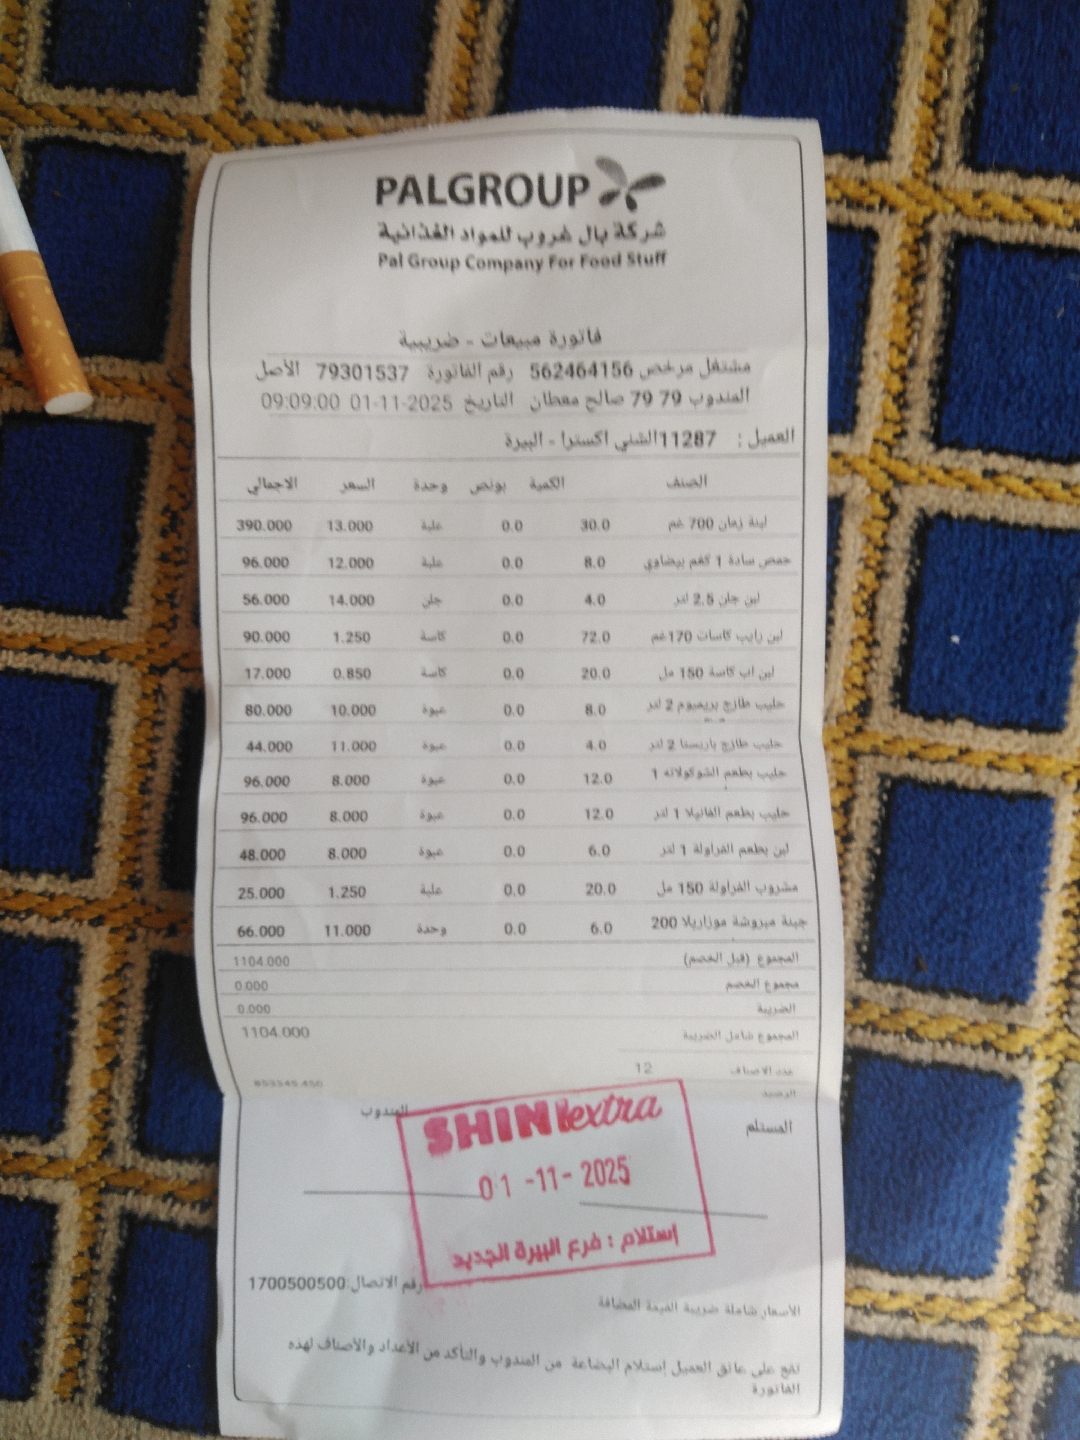 PALGROUP
شركة بال غروب للمواد الغذائية
Pal Group Company For Food Stuff
فاتورة مبيعات - ضريبية
مشتغل مرخص 562464156 رقم الفاتورة 79301537 الأصل
المندوب 79 79 صالح معطان التاريخ 01-11-2025 09:09:00
العميل : 11287الشني اكسترا - البيرة
الصنف الكمية بونص وحدة السعر الاجمالي
لبنة زمان 700 غم 30.0 0.0 علبة 13.000 390.000
حمص سادة 1 كغم بيضاوي 8.0 0.0 علبة 12.000 96.000
لبن جلن 2.5 لتر 4.0 0.0 جلن 14.000 56.000
لبن رايب كاسات 170غم 72.0 0.0 كاسة 1.250 90.000
لبن اب كاسة 150 مل 20.0 0.0 كاسة 0.850 17.000
حليب طازج بريميوم 2 لتر 8.0 0.0 عبوة 10.000 80.000
حليب طازج باريستا 2 لتر 4.0 0.0 عبوة 11.000 44.000
حليب بطعم الشوكولاته 1 12.0 0.0 عبوة 8.000 96.000
حليب بطعم الفانيلا 1 لتر 12.0 0.0 عبوة 8.000 96.000
لبن بطعم الفراولة 1 لتر 6.0 0.0 عبوة 8.000 48.000
مشروب الفراولة 150 مل 20.0 0.0 علبة 1.250 25.000
جبنة مبروشة موزاريلا 200 6.0 0.0 وحدة 11.000 66.000
المجموع (قبل الخصم) 1104.000
مجموع الخصم 0.000
الضريبة 0.000
المجموع شامل الضريبة 1104.000
عدد الاصناف 12
الرصيد
المستلم المندوب
SHINI extra
01-11-2025
إستلام : فرع البيرة الجديد
رقم الاتصال 1700500500
الأسعار شاملة ضريبة القيمة المضافة
تقع على عاتق العميل إستلام البضاعة من المندوب والتأكد من الأعداد والأصناف لهذه
الفاتورة